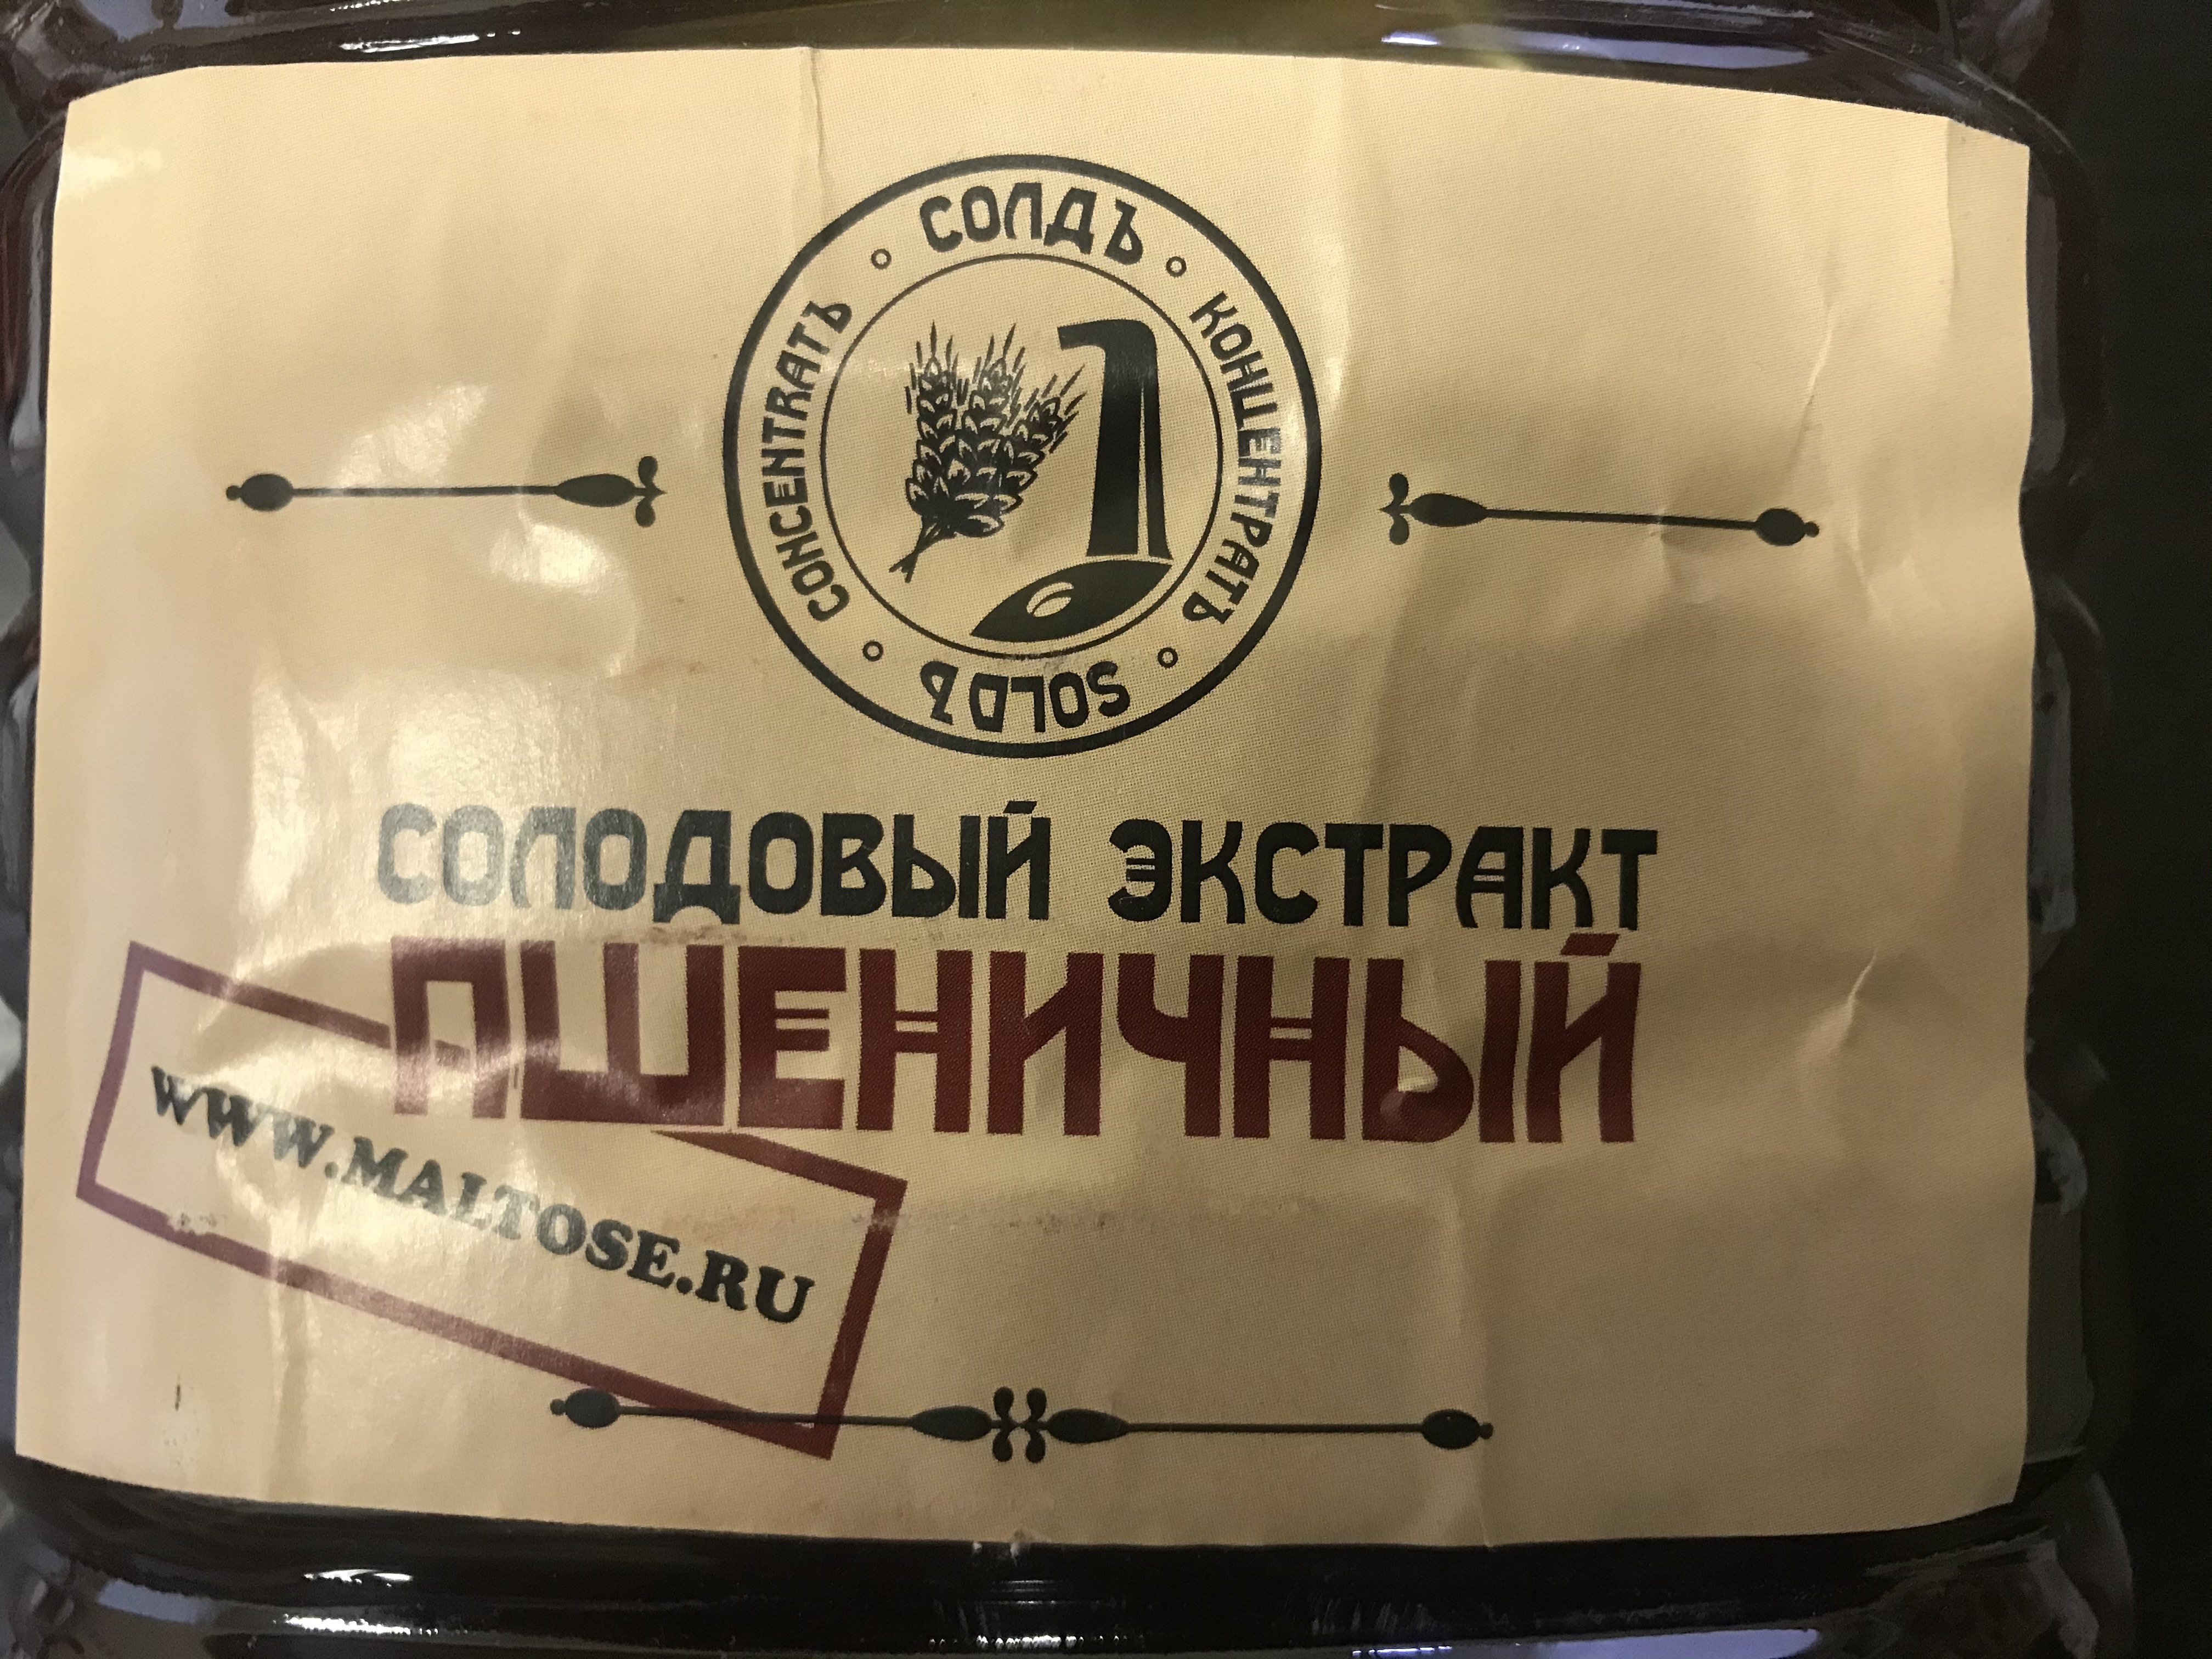 СОЛДЪ
КОНЦЕНТРАТЪ
SOLDЪ
CONCENTRATЪ
СОЛОДОВЫЙ ЭКСТРАКТ
ПШЕНИЧНЫЙ
WWW.MALTOSE.RU